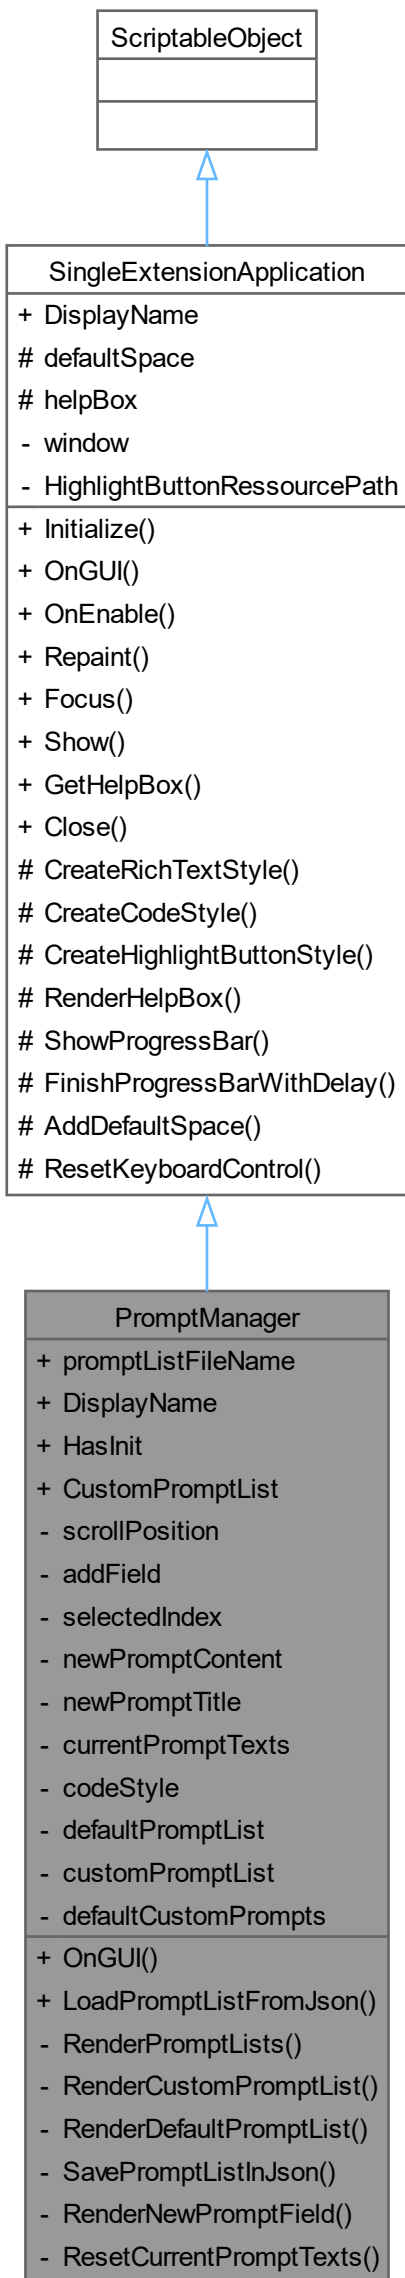 ScriptableObject
SingleExtensionApplication
+ DisplayName
# defaultSpace
# helpBox
- window
- HighlightButtonRessourcePath
+ Initialize()
+ OnGUI()
+ OnEnable()
+ Repaint()
+ Focus()
+ Show()
+ GetHelpBox()
+ Close()
# CreateRichTextStyle()
# CreateCodeStyle()
# CreateHighlightButtonStyle()
# RenderHelpBox()
# ShowProgressBar()
# FinishProgressBarWithDelay()
# AddDefaultSpace()
# ResetKeyboardControl()
PromptManager
+ promptListFileName
+ DisplayName
+ HasInit
+ CustomPromptList
- scrollPosition
- addField
- selectedIndex
- newPromptContent
- newPromptTitle
- currentPromptTexts
- codeStyle
- defaultPromptList
- customPromptList
- defaultCustomPrompts
+ OnGUI()
+ LoadPromptListFromJson()
- RenderPromptLists()
- RenderCustomPromptList()
- RenderDefaultPromptList()
- SavePromptListInJson()
- RenderNewPromptField()
- ResetCurrentPromptTexts()